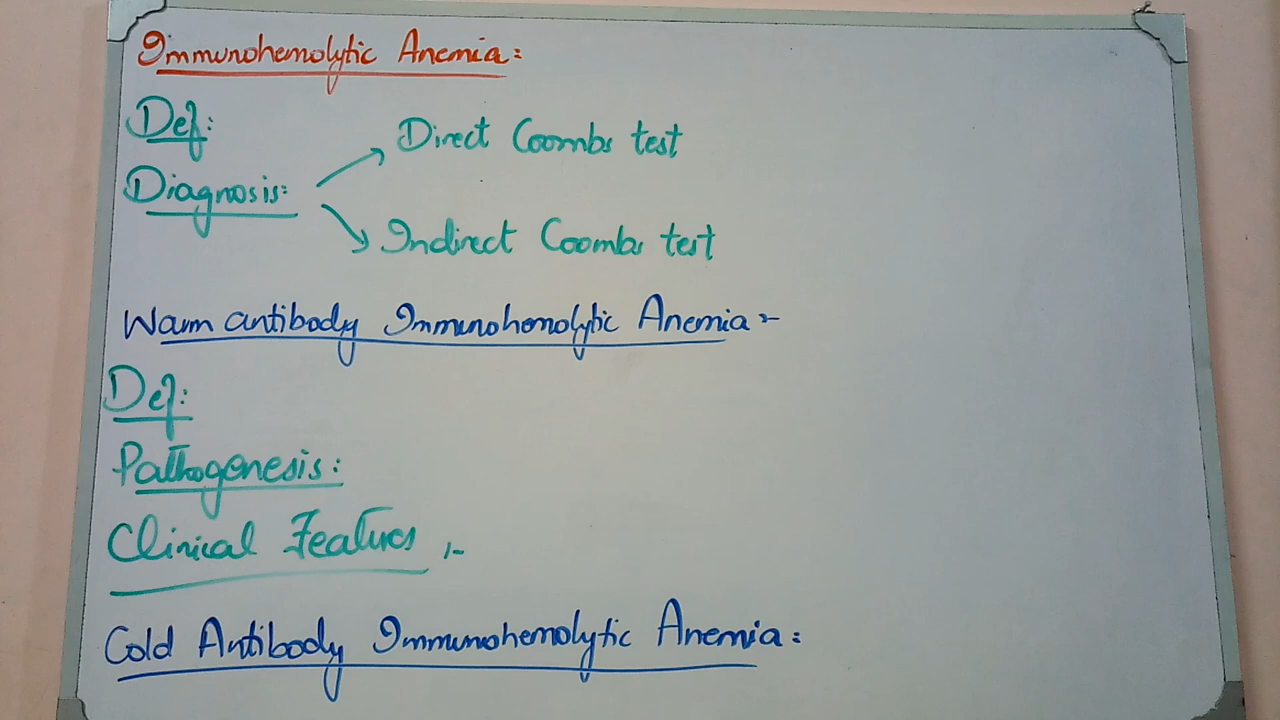 Immunohemolytic Anemia:
Def:
Diagnosis:
Direct Coombs test
Indirect Coombs test
Warm antibody Immunohemolytic Anemia:-
Def:
Pathogenesis:
Clinical Features :-
Cold Antibody Immunohemolytic Anemia: